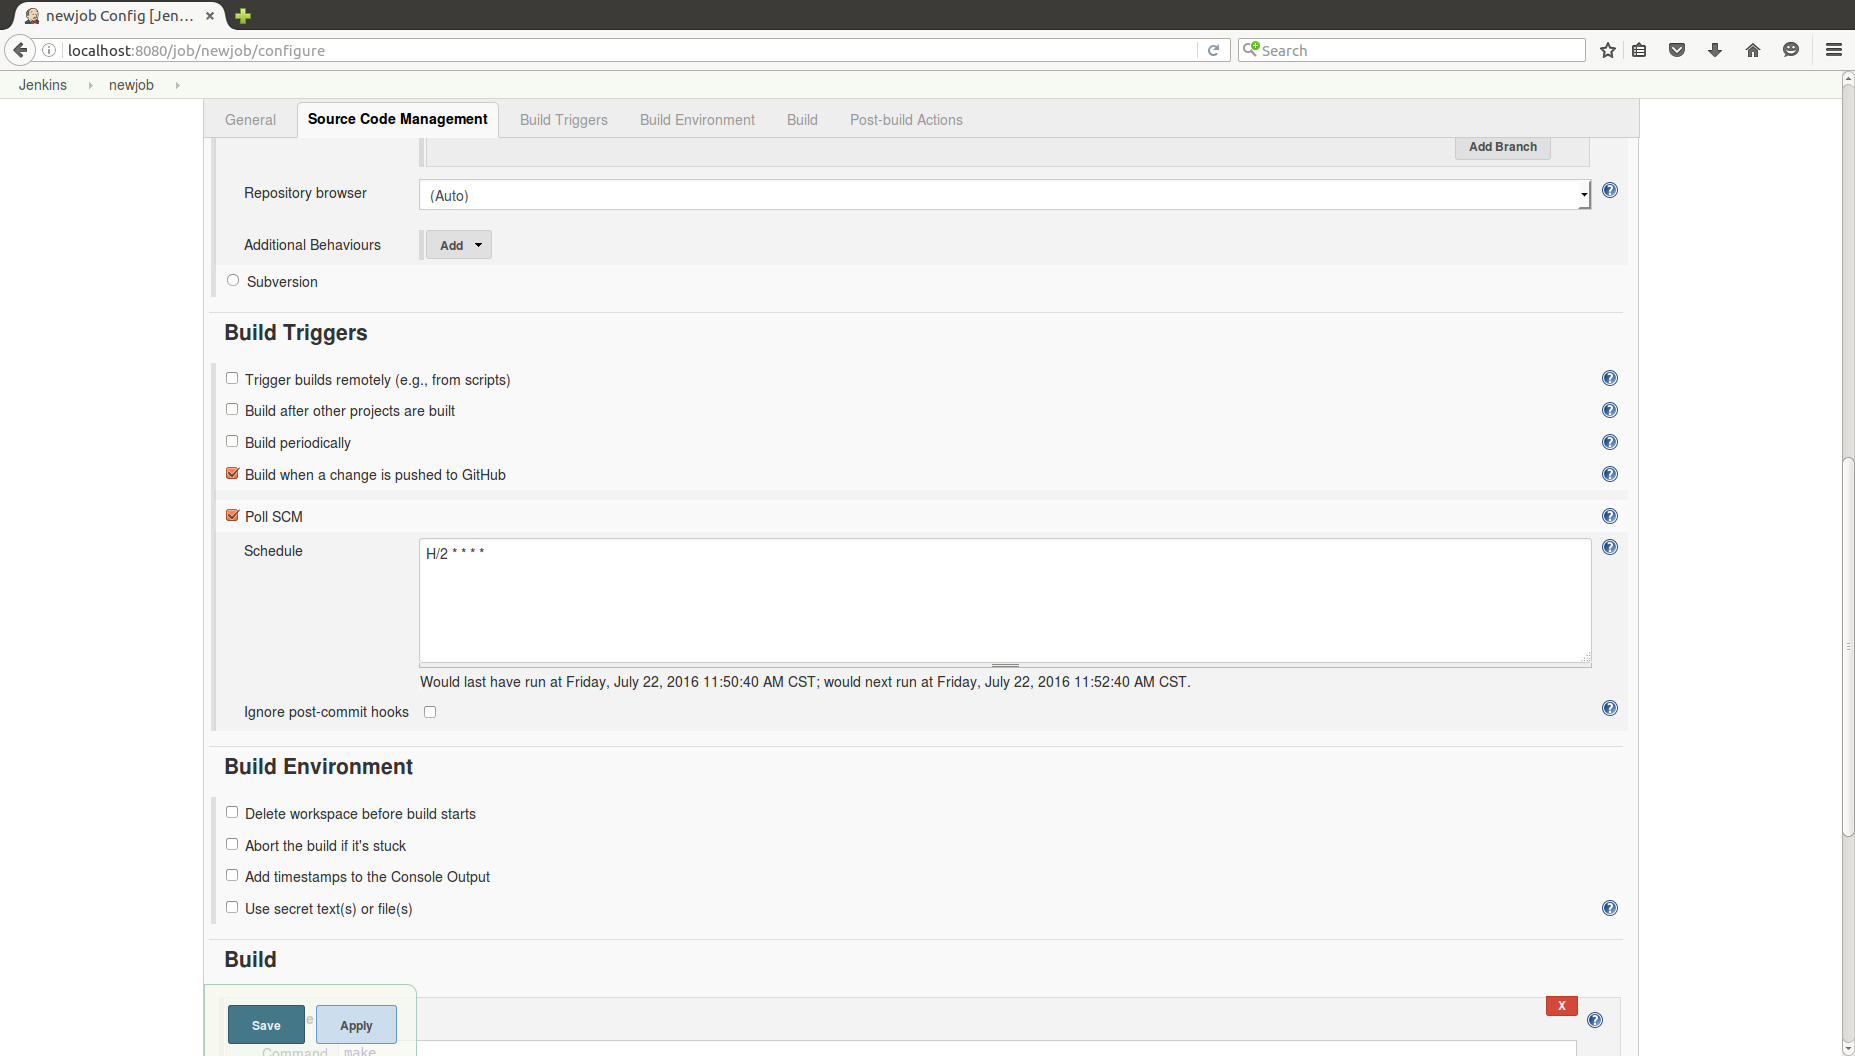 newjob Config [Jen...
localhost:8080/job/newjob/configure
Search
Jenkins
newjob
General
Source Code Management
Build Triggers
Build Environment
Build
Post-build Actions
Add Branch
Repository browser
(Auto)
Additional Behaviours
Add
Subversion
Build Triggers
Trigger builds remotely (e.g., from scripts)
Build after other projects are built
Build periodically
Build when a change is pushed to GitHub
Poll SCM
Schedule
H/2 * * * *
Would last have run at Friday, July 22, 2016 11:50:40 AM CST; would next run at Friday, July 22, 2016 11:52:40 AM CST.
Ignore post-commit hooks
Build Environment
Delete workspace before build starts
Abort the build if it's stuck
Add timestamps to the Console Output
Use secret text(s) or file(s)
Build
X
Save
Apply
Command
make